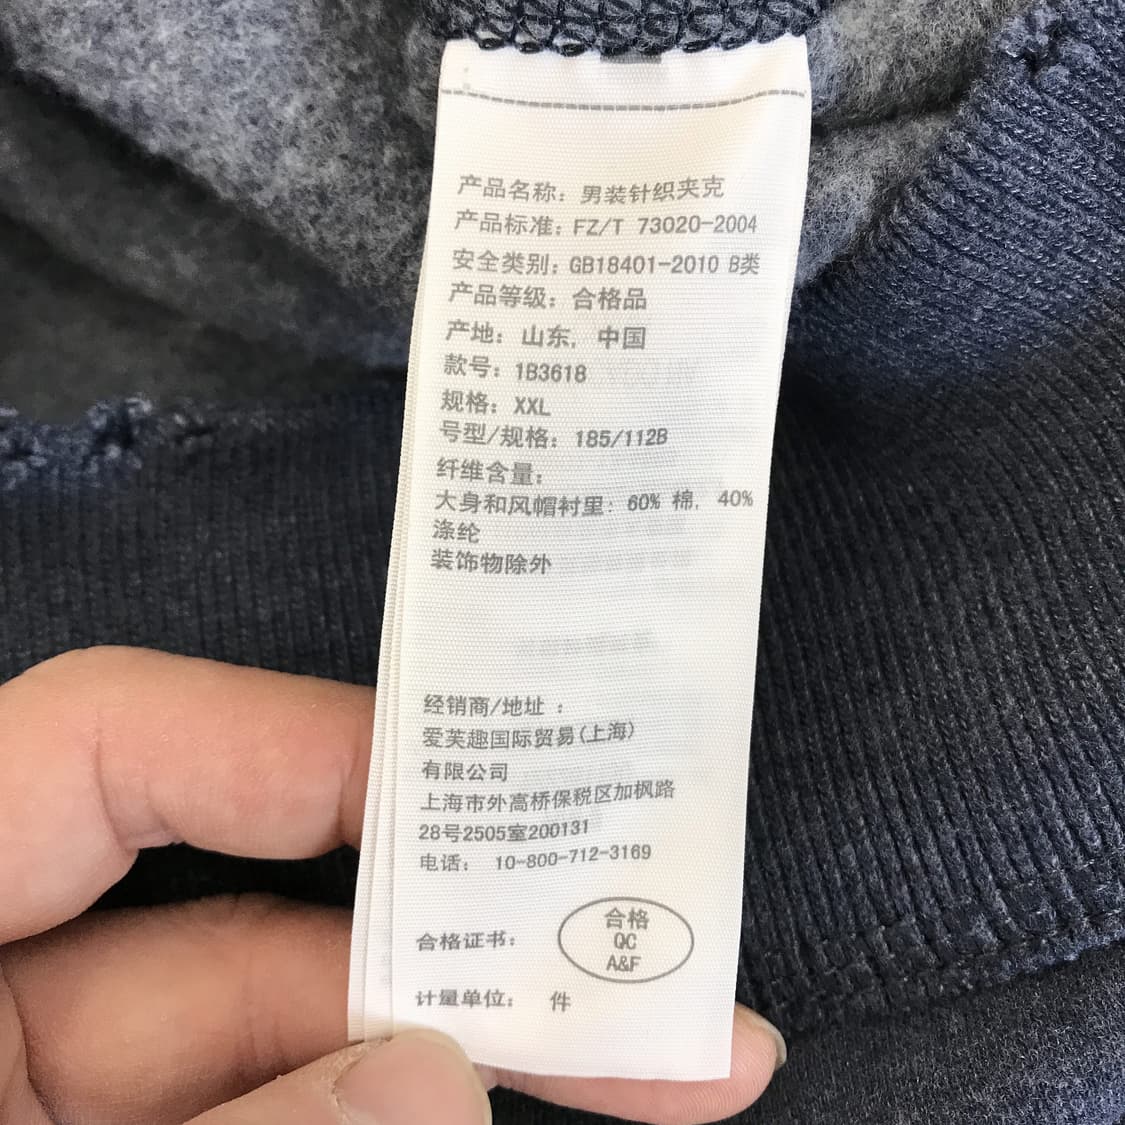 产品名称：男装针织夹克
产品标准：FZ/T 73020-2004
安全类别：GB18401-2010 B类
产品等级：合格品
产地：山东，中国
款号：1B3618
规格：XXL
号型/规格：185/112B
纤维含量：
大身和风帽衬里：60% 棉，40%
涤纶
装饰物除外
经销商/地址 ：
爱芙趣国际贸易(上海)
有限公司
上海市外高桥保税区加枫路
28号2505室200131
电话： 10-800-712-3169
合格
QC
合格证书：
A&F
计量单位： 件